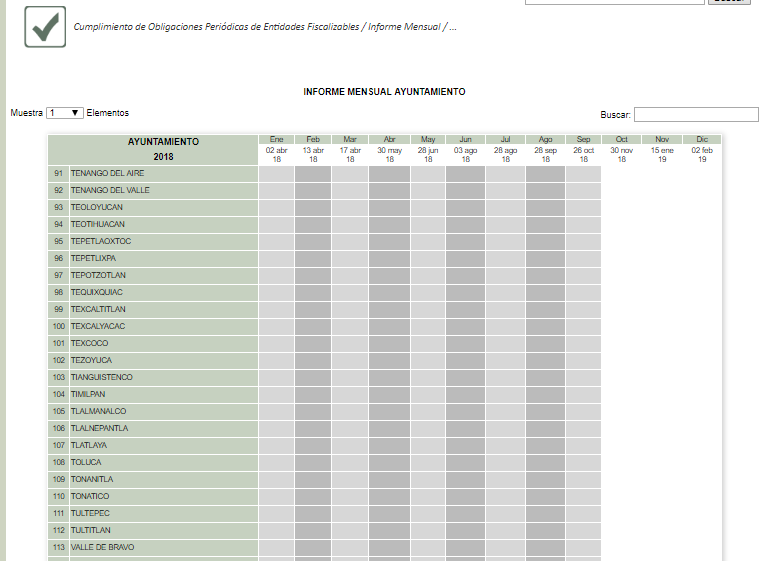 Cumplimiento de Obligaciones Periódicas de Entidades Fiscalizables / Informe Mensual / ...
INFORME MENSUAL AYUNTAMIENTO
Muestra 1 Elementos
Buscar:
AYUNTAMIENTO Ene Feb Mar Abr May Jun Jul Ago Sep Oct Nov Dic
2018 02 abr 18 13 abr 18 17 abr 18 30 may 18 28 jun 18 03 ago 18 28 ago 18 28 sep 18 26 oct 18 30 nov 18 15 ene 19 02 feb 19
91 TENANGO DEL AIRE
92 TENANGO DEL VALLE
93 TEOLOYUCAN
94 TEOTIHUACAN
95 TEPETLAOXTOC
96 TEPETLIXPA
97 TEPOTZOTLAN
98 TEQUIXQUIAC
99 TEXCALTITLAN
100 TEXCALYACAC
101 TEXCOCO
102 TEZOYUCA
103 TIANGUISTENCO
104 TIMILPAN
105 TLALMANALCO
106 TLALNEPANTLA
107 TLATLAYA
108 TOLUCA
109 TONANITLA
110 TONATICO
111 TULTEPEC
112 TULTITLAN
113 VALLE DE BRAVO